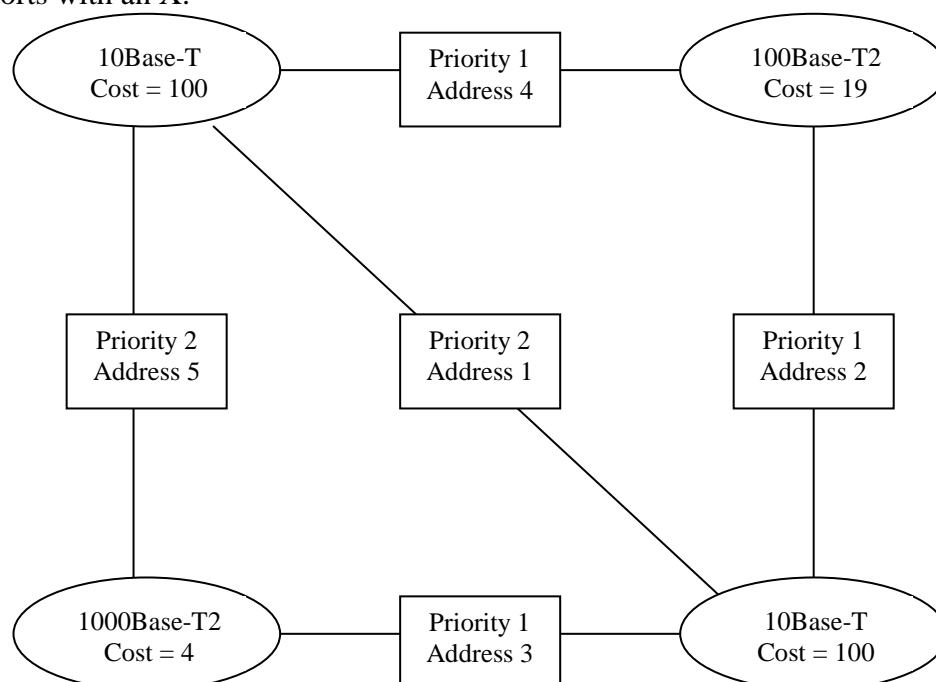 orts with an X.
10Base-T
Cost = 100
Priority 1
Address 4
100Base-T2
Cost = 19
Priority 2
Address 5
Priority 2
Address 1
Priority 1
Address 2
1000Base-T2
Cost = 4
Priority 1
Address 3
10Base-T
Cost = 100